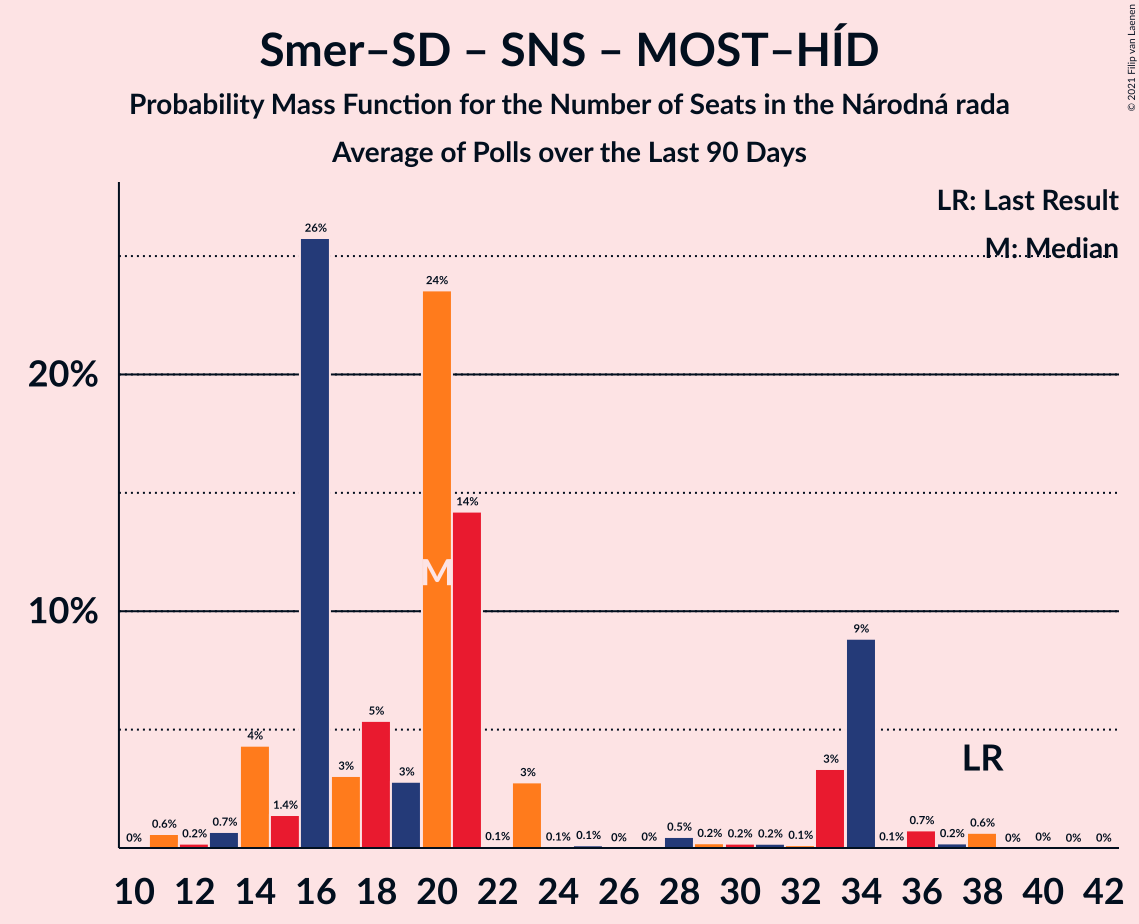 Smer–SD – SNS – MOST–HÍD
Probability Mass Function for the Number of Seats in the Národná rada
Average of Polls over the Last 90 Days
© 2021 Filip van Laenen
LR: Last Result
M: Median
20%
10%
0% 0.6% 0.2% 0.7% 4% 1.4% 26% 3% 5% 3% 24% 14% 0.1% 3% 0.1% 0.1% 0% 0% 0.5% 0.2% 0.2% 0.2% 0.1% 3% 9% 0.1% 0.7% 0.2% 0.6% 0% 0% 0% 0%
M
LR
10 12 14 16 18 20 22 24 26 28 30 32 34 36 38 40 42